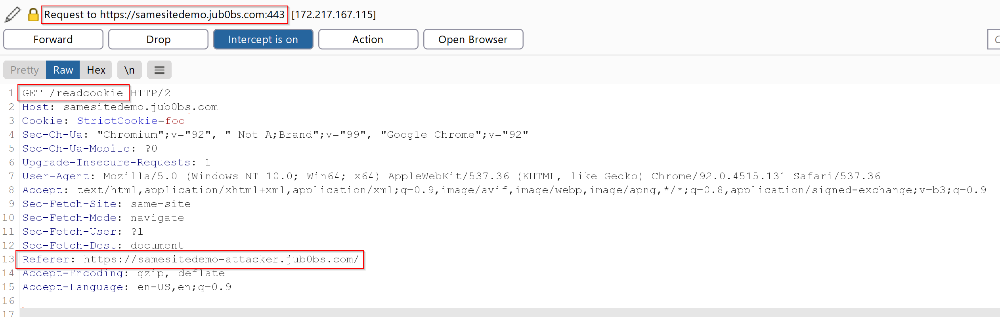 Request to https://samesitedemo.jub0bs.com:443 [172.217.167.115]
Forward Drop Intercept is on Action Open Browser
Pretty Raw Hex \n
1 GET /readcookie HTTP/2
2 Host: samesitedemo.jub0bs.com
3 Cookie: StrictCookie=foo
4 Sec-Ch-Ua: "Chromium";v="92", " Not A;Brand";v="99", "Google Chrome";v="92"
5 Sec-Ch-Ua-Mobile: ?0
6 Upgrade-Insecure-Requests: 1
7 User-Agent: Mozilla/5.0 (Windows NT 10.0; Win64; x64) AppleWebKit/537.36 (KHTML, like Gecko) Chrome/92.0.4515.131 Safari/537.36
8 Accept: text/html,application/xhtml+xml,application/xml;q=0.9,image/avif,image/webp,image/apng,*/*;q=0.8,application/signed-exchange;v=b3;q=0.9
9 Sec-Fetch-Site: same-site
10 Sec-Fetch-Mode: navigate
11 Sec-Fetch-User: ?1
12 Sec-Fetch-Dest: document
13 Referer: https://samesitedemo-attacker.jub0bs.com/
14 Accept-Encoding: gzip, deflate
15 Accept-Language: en-US,en;q=0.9
16
17